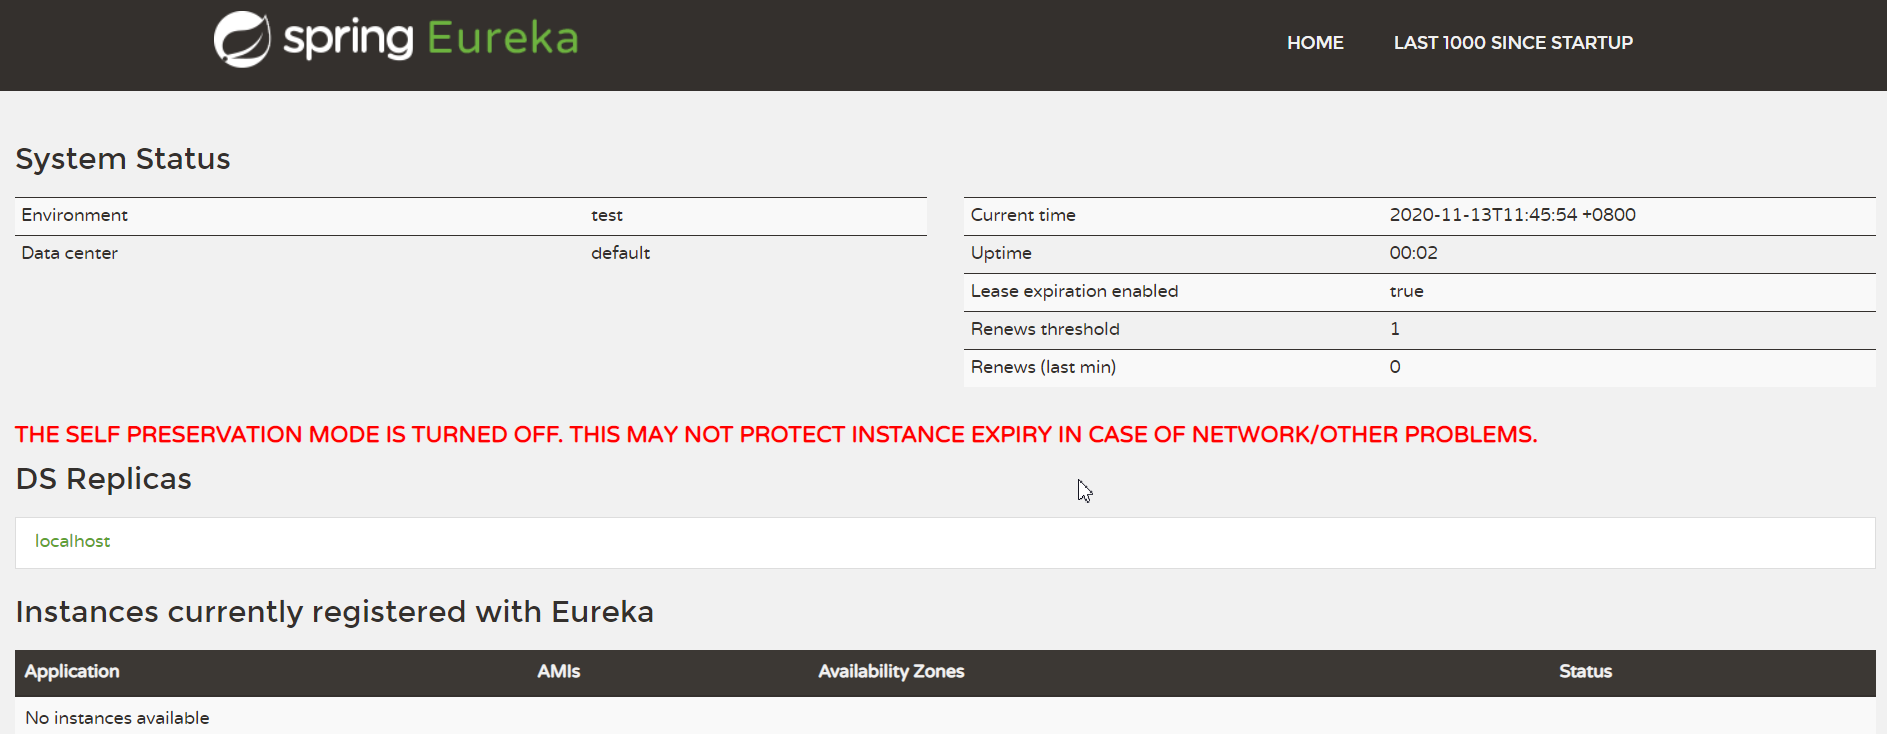 spring Eureka
HOME LAST 1000 SINCE STARTUP
System Status
Environment test
Data center default
Current time 2020-11-13T11:45:54 +0800
Uptime 00:02
Lease expiration enabled true
Renews threshold 1
Renews (last min) 0
THE SELF PRESERVATION MODE IS TURNED OFF. THIS MAY NOT PROTECT INSTANCE EXPIRY IN CASE OF NETWORK/OTHER PROBLEMS.
DS Replicas
localhost
Instances currently registered with Eureka
Application AMIs Availability Zones Status
No instances available